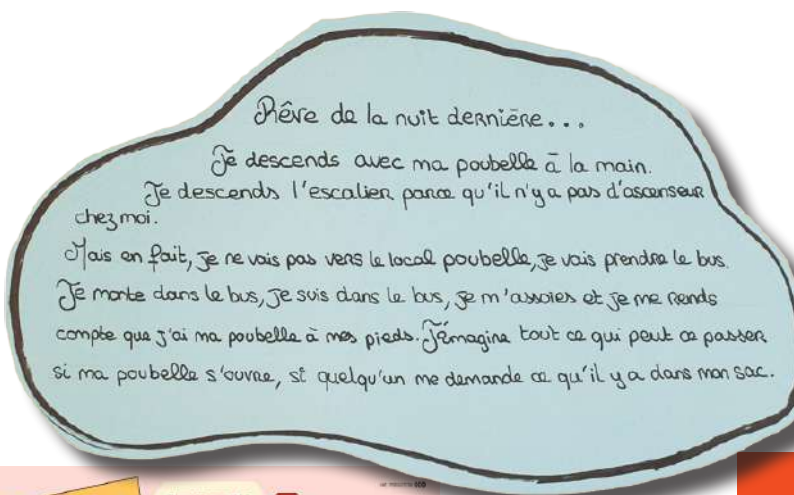 Rêve de la nuit dernière...
Je descends avec ma poubelle à la main.
Je descends l'escalier parce qu'il n'y a pas d'ascenseur
chez moi.
Mais en fait, je ne vais pas vers le local poubelle, je vais prendre le bus.
Je monte dans le bus, je suis dans le bus, je m'assoies et je me rends
compte que j'ai ma poubelle à mes pieds. J'imagine tout ce qui peut ce passer
si ma poubelle s'ouvre, si quelqu'un me demande ce qu'il y a dans mon sac.